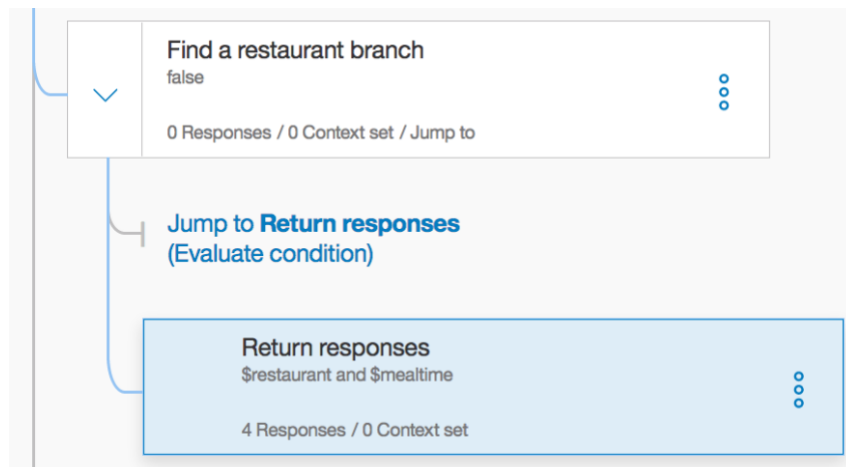 Find a restaurant branch
false
0 Responses / 0 Context set / Jump to
Jump to Return responses
(Evaluate condition)
Return responses
$restaurant and $mealtime
4 Responses / 0 Context set